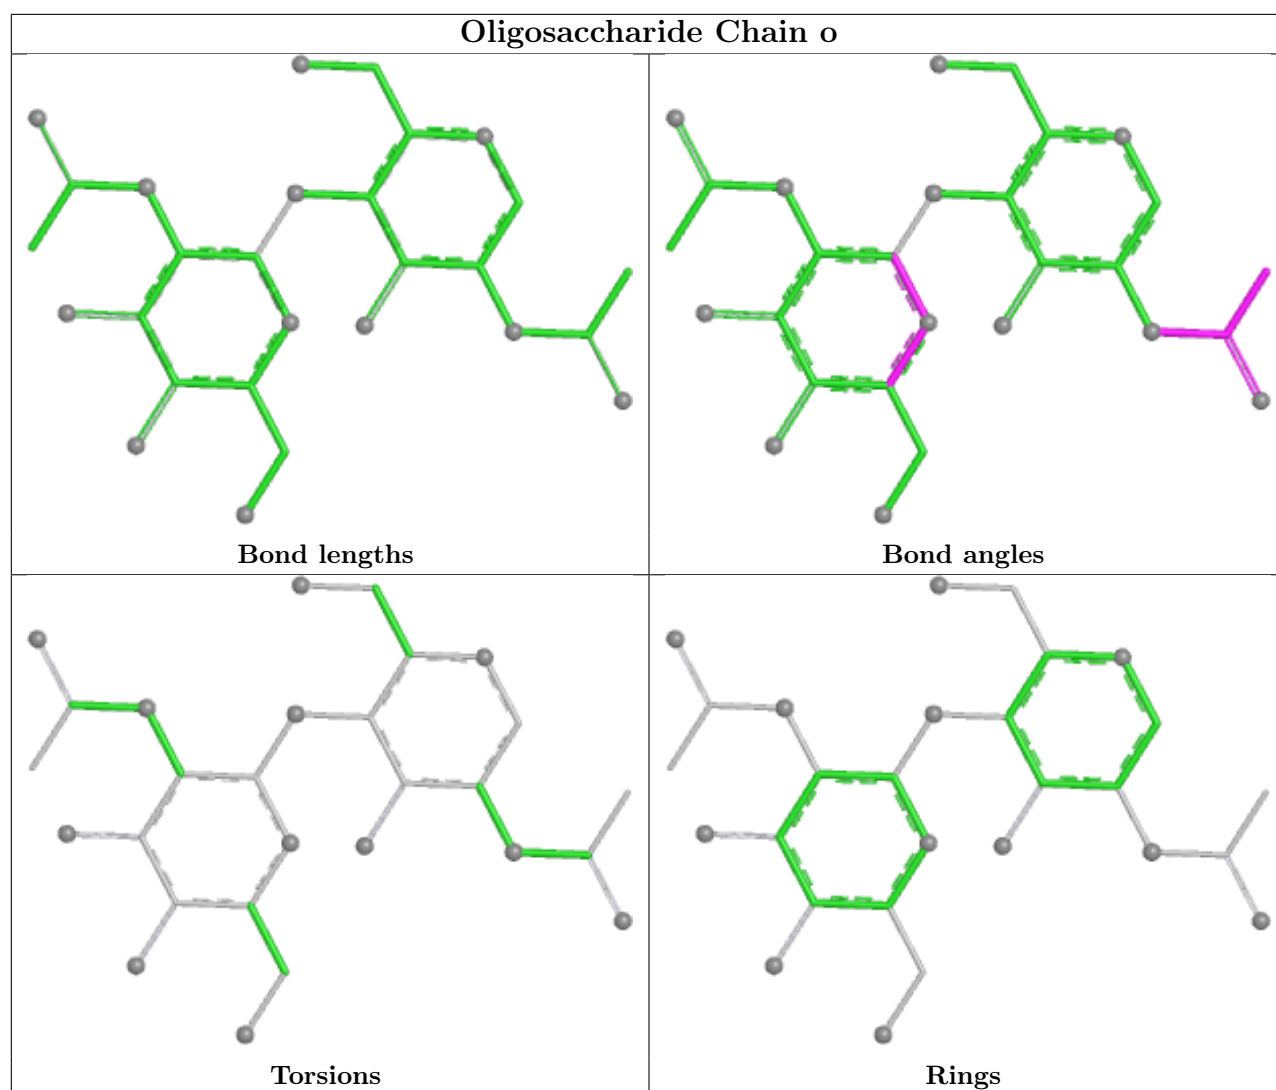 Oligosaccharide Chain o
Bond lengths
Bond angles
Torsions
Rings